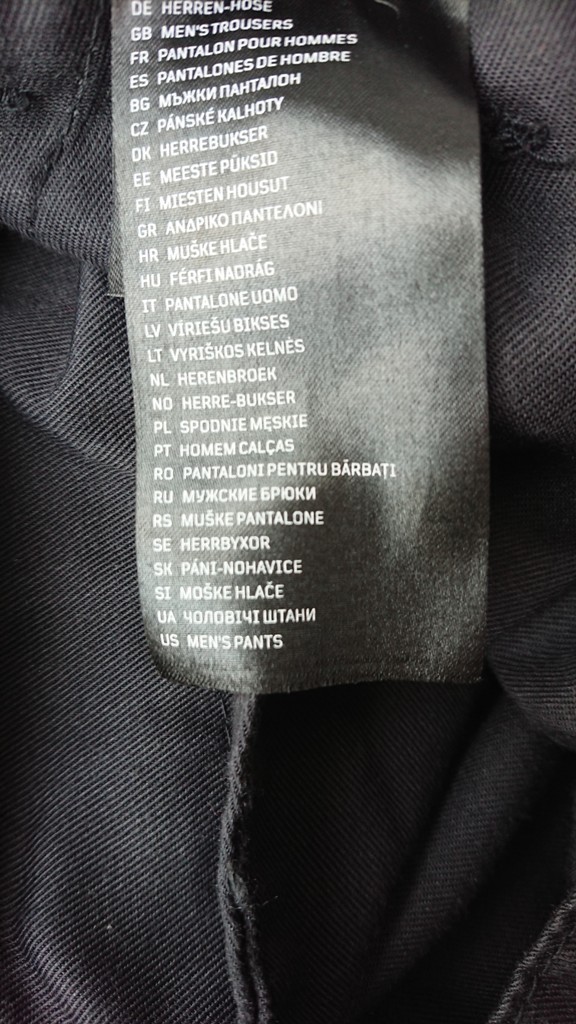 DE HERREN-HOSE
GB MEN'S TROUSERS
FR PANTALON POUR HOMMES
ES PANTALONES DE HOMBRE
BG МЪЖКИ ПАНТАЛОН
CZ PÁNSKÉ KALHOTY
DK HERREBUKSER
EE MEESTE PÜKSID
FI MIESTEN HOUSUT
GR ΑΝΔΡΙΚΟ ΠΑΝΤΕΛΟΝΙ
HR MUŠKE HLAČE
HU FÉRFI NADRÁG
IT PANTALONE UOMO
LV VĪRIEŠU BIKSES
LT VYRIŠKOS KELNĖS
NL HERENBROEK
NO HERRE-BUKSER
PL SPODNIE MĘSKIE
PT HOMEM CALÇAS
RO PANTALONI PENTRU BĂRBAȚI
RU МУЖСКИЕ БРЮКИ
RS MUŠKE PANTALONE
SE HERRBYXOR
SK PÁNI-NOHAVICE
SI MOŠKE HLAČE
UA ЧОЛОВІЧІ ШТАНИ
US MEN'S PANTS